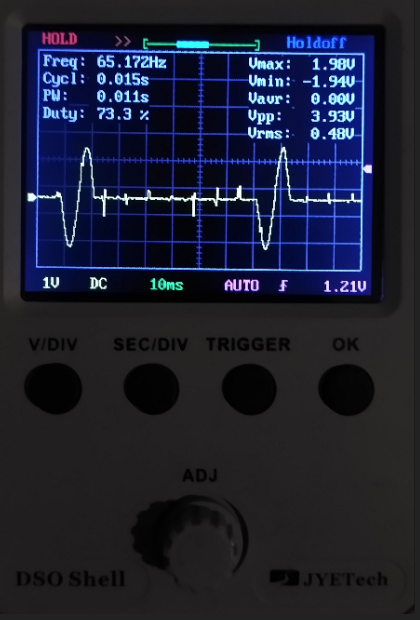 HOLD >> Holdoff
Freq: 65.172Hz Vmax: 1.98V
Cycl: 0.015s Vmin: -1.94V
PW: 0.011s Vavr: 0.00V
Duty: 73.3 % Vpp: 3.93V
Vrms: 0.48V
1V DC 10ms AUTO 1.21V
V/DIV SEC/DIV TRIGGER OK
ADJ
DSO Shell JYETech